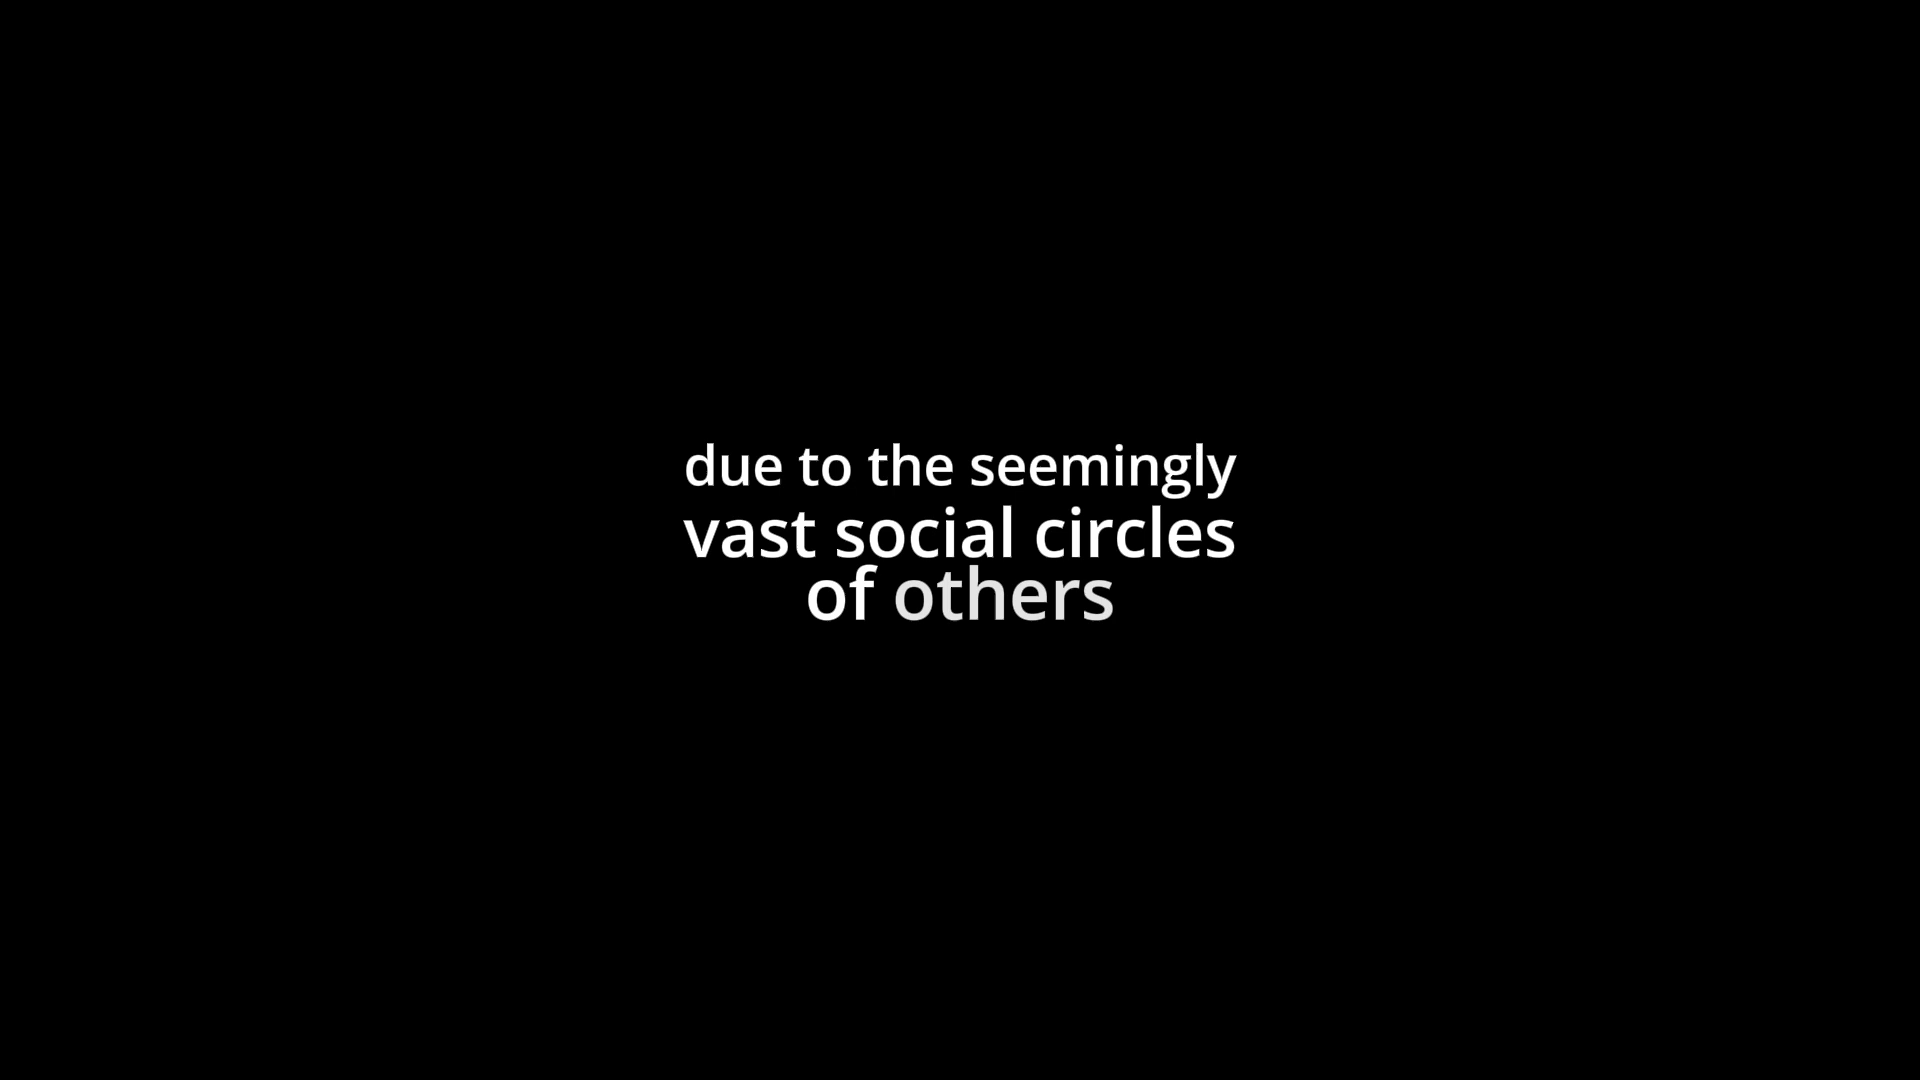 due to the seemingly
vast social circles
of others